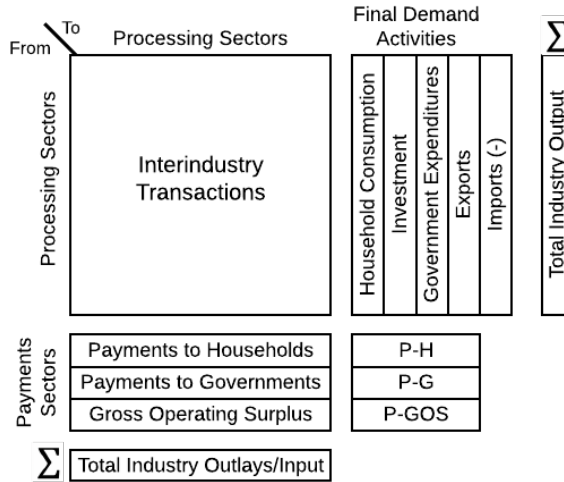 To
From
Processing Sectors
Final Demand
Activities
Σ
Processing Sectors
Interindustry
Transactions
Household Consumption
Investment
Government Expenditures
Exports
Imports (-)
Total Industry Output
Payments
Sectors
Payments to Households
P-H
Payments to Governments
P-G
Gross Operating Surplus
P-GOS
Σ
Total Industry Outlays/Input